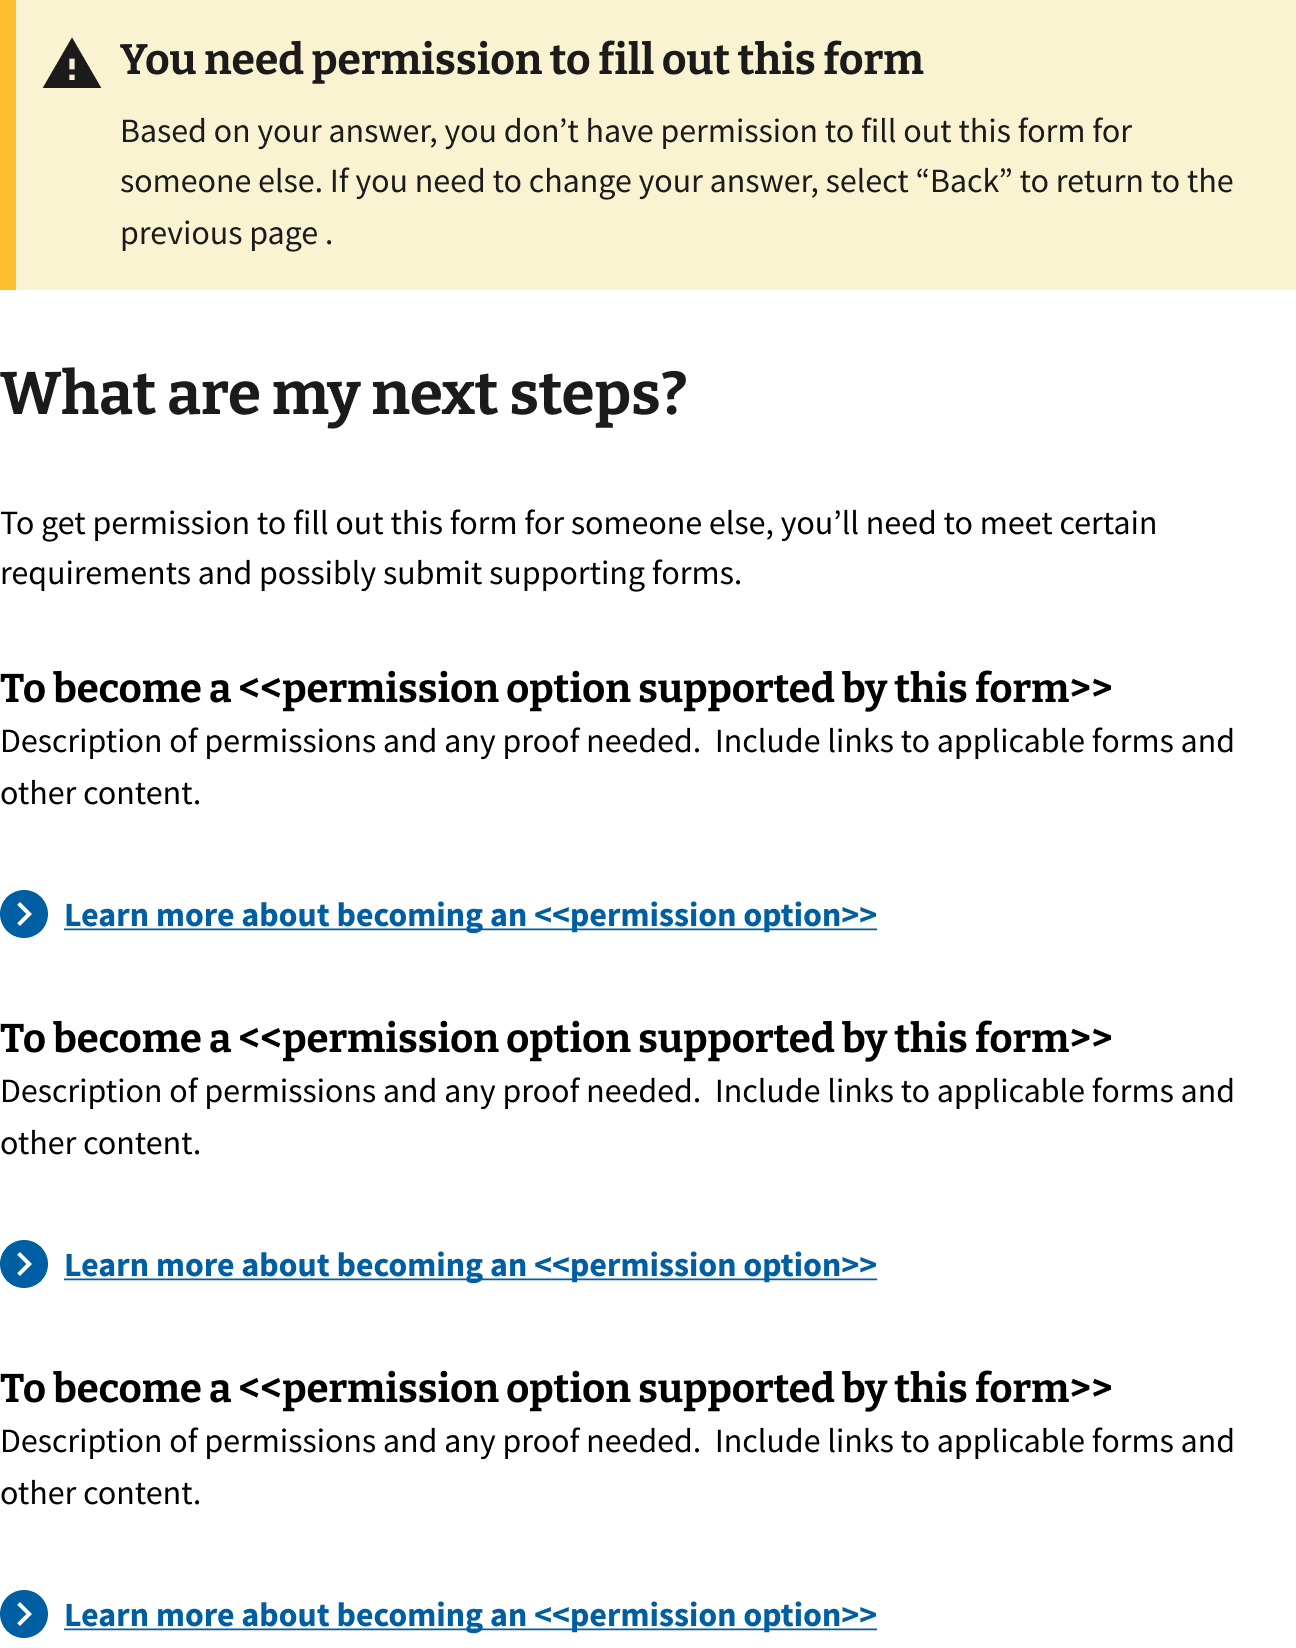 You need permission to fill out this form
Based on your answer, you don’t have permission to fill out this form for
someone else. If you need to change your answer, select “Back” to return to the
previous page .
What are my next steps?
To get permission to fill out this form for someone else, you’ll need to meet certain
requirements and possibly submit supporting forms.
To become a <<permission option supported by this form>>
Description of permissions and any proof needed.  Include links to applicable forms and
other content.
Learn more about becoming an <<permission option>>
To become a <<permission option supported by this form>>
Description of permissions and any proof needed.  Include links to applicable forms and
other content.
Learn more about becoming an <<permission option>>
To become a <<permission option supported by this form>>
Description of permissions and any proof needed.  Include links to applicable forms and
other content.
Learn more about becoming an <<permission option>>